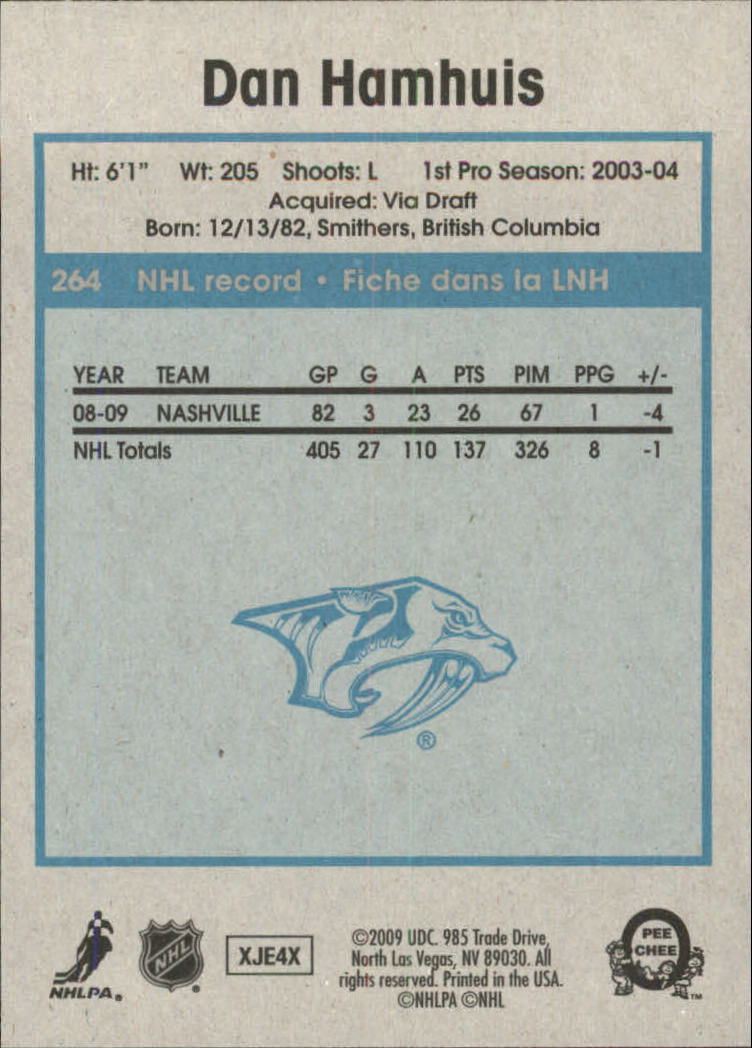 Dan Hamhuis
Ht: 6'1" Wt: 205 Shoots: L 1st Pro Season: 2003-04
Acquired: Via Draft
Born: 12/13/82, Smithers, British Columbia
264 NHL record • Fiche dans la LNH
YEAR TEAM GP G A PTS PIM PPG +/-
08-09 NASHVILLE 82 3 23 26 67 1 -4
NHL Totals 405 27 110 137 326 8 -1
®
NHLPA®
NHL®
XJE4X
©2009 UDC. 985 Trade Drive,
North Las Vegas, NV 89030. All
rights reserved. Printed in the USA.
©NHLPA ©NHL
O
PEE
CHEE
™